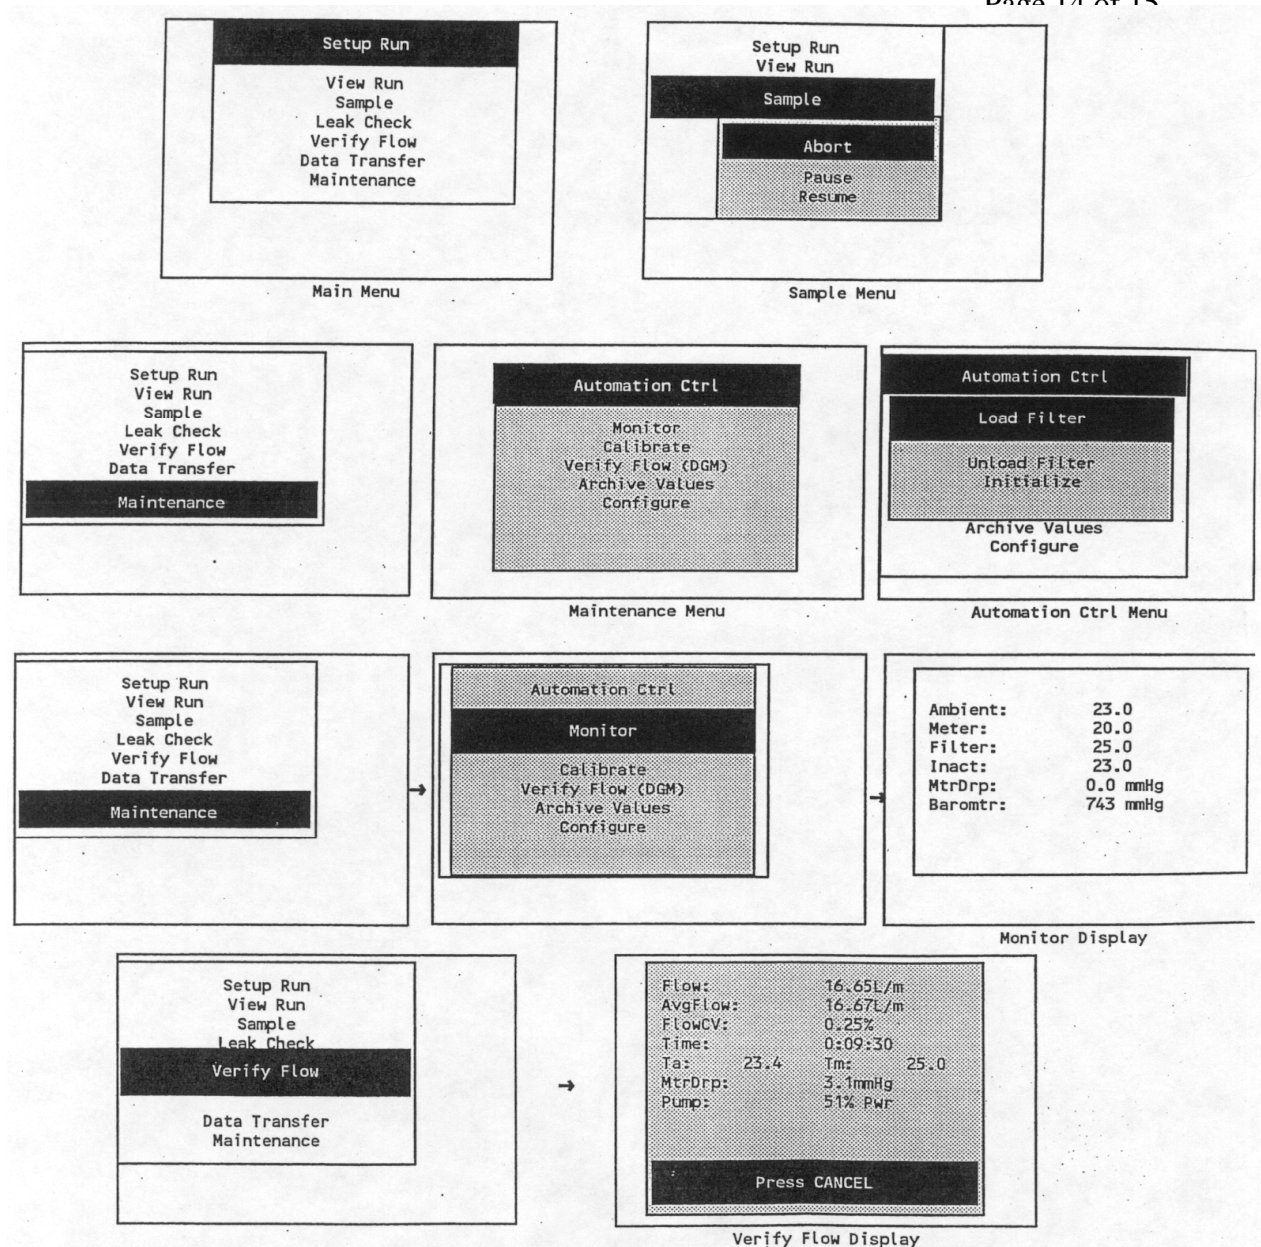 Page 14 of 15
Setup Run
View Run
Sample
Leak Check
Verify Flow
Data Transfer
Maintenance
Main Menu
Setup Run
View Run
Sample
Abort
Pause
Resume
Sample Menu
Setup Run
View Run
Sample
Leak Check
Verify Flow
Data Transfer
Maintenance
Automation Ctrl
Monitor
Calibrate
Verify Flow (DGM)
Archive Values
Configure
Maintenance Menu
Automation Ctrl
Load Filter
Unload Filter
Initialize
Archive Values
Configure
Automation Ctrl Menu
Setup Run
View Run
Sample
Leak Check
Verify Flow
Data Transfer
Maintenance
→
Automation Ctrl
Monitor
Calibrate
Verify Flow (DGM)
Archive Values
Configure
→
Ambient: 23.0
Meter: 20.0
Filter: 25.0
Inact: 23.0
MtrDrp: 0.0 mmHg
Baromtr: 743 mmHg
Monitor Display
Setup Run
View Run
Sample
Leak Check
Verify Flow
Data Transfer
Maintenance
→
Flow: 16.65L/m
AvgFlow: 16.67L/m
FlowCV: 0.25%
Time: 0:09:30
Ta: 23.4 Tm: 25.0
MtrDrp: 3.1mmHg
Pump: 51% Pwr
Press CANCEL
Verify Flow Display